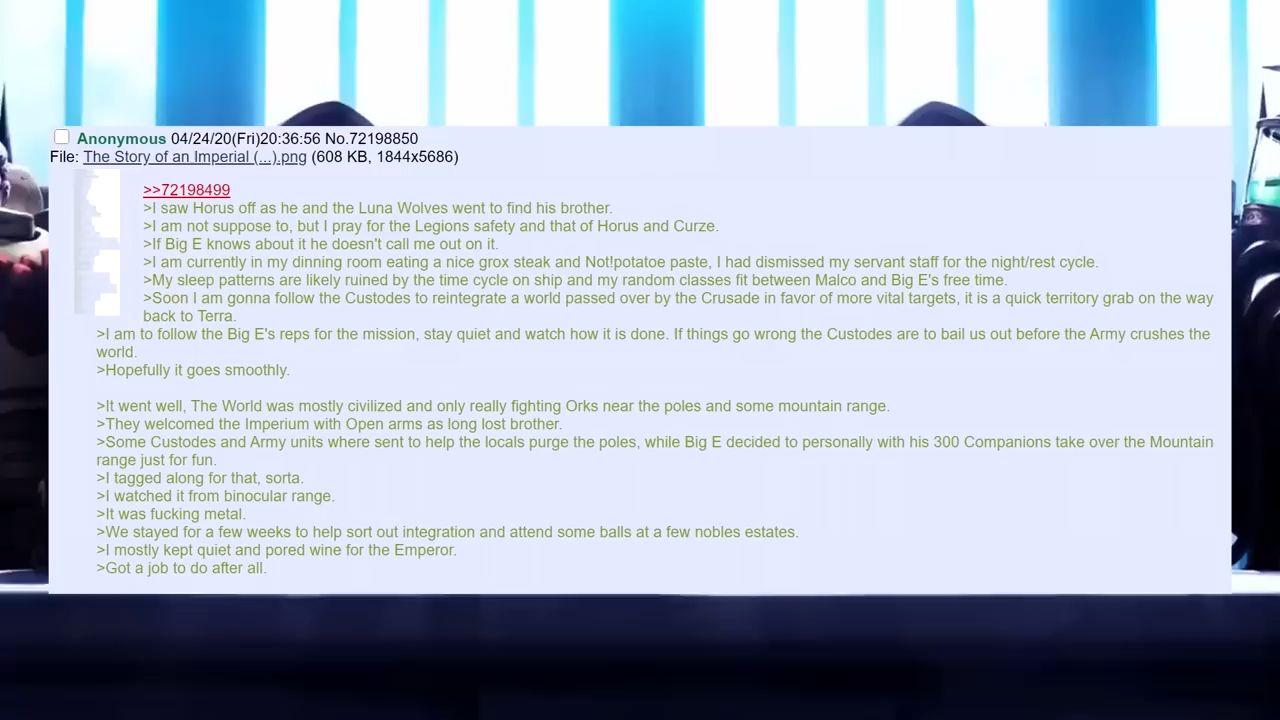 Anonymous 04/24/20(Fri)20:36:56 No.72198850
File: The Story of an Imperial (...).png (608 KB, 1844x5686)
>>72198499
>I saw Horus off as he and the Luna Wolves went to find his brother.
>I am not suppose to, but I pray for the Legions safety and that of Horus and Curze.
>If Big E knows about it he doesn't call me out on it.
>I am currently in my dinning room eating a nice grox steak and Not!potatoe paste, I had dismissed my servant staff for the night/rest cycle.
>My sleep patterns are likely ruined by the time cycle on ship and my random classes fit between Malco and Big E's free time.
>Soon I am gonna follow the Custodes to reintegrate a world passed over by the Crusade in favor of more vital targets, it is a quick territory grab on the way
back to Terra.
>I am to follow the Big E's reps for the mission, stay quiet and watch how it is done. If things go wrong the Custodes are to bail us out before the Army crushes the
world.
>Hopefully it goes smoothly.
>It went well, The World was mostly civilized and only really fighting Orks near the poles and some mountain range.
>They welcomed the Imperium with Open arms as long lost brother.
>Some Custodes and Army units where sent to help the locals purge the poles, while Big E decided to personally with his 300 Companions take over the Mountain
range just for fun.
>I tagged along for that, sorta.
>I watched it from binocular range.
>It was fucking metal.
>We stayed for a few weeks to help sort out integration and attend some balls at a few nobles estates.
>I mostly kept quiet and pored wine for the Emperor.
>Got a job to do after all.